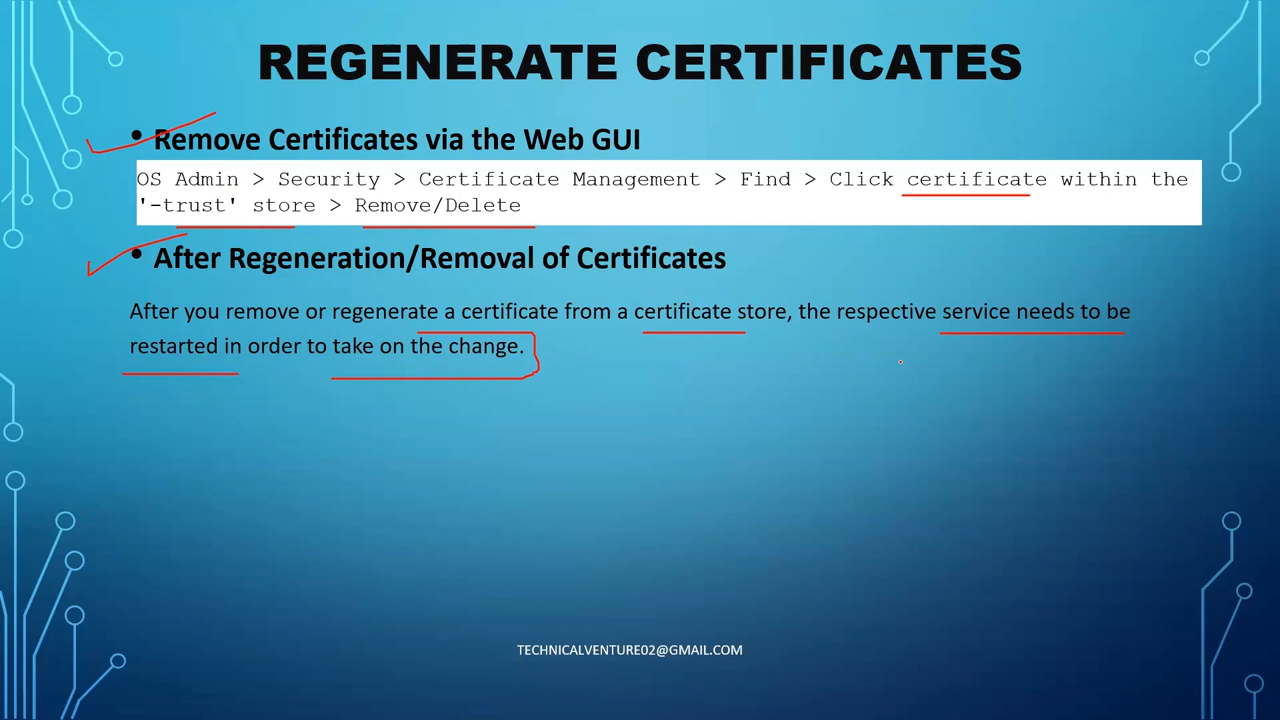 REGENERATE CERTIFICATES
• Remove Certificates via the Web GUI
OS Admin > Security > Certificate Management > Find > Click certificate within the
'-trust' store > Remove/Delete
• After Regeneration/Removal of Certificates
After you remove or regenerate a certificate from a certificate store, the respective service needs to be
restarted in order to take on the change.
TECHNICALVENTURE02@GMAIL.COM